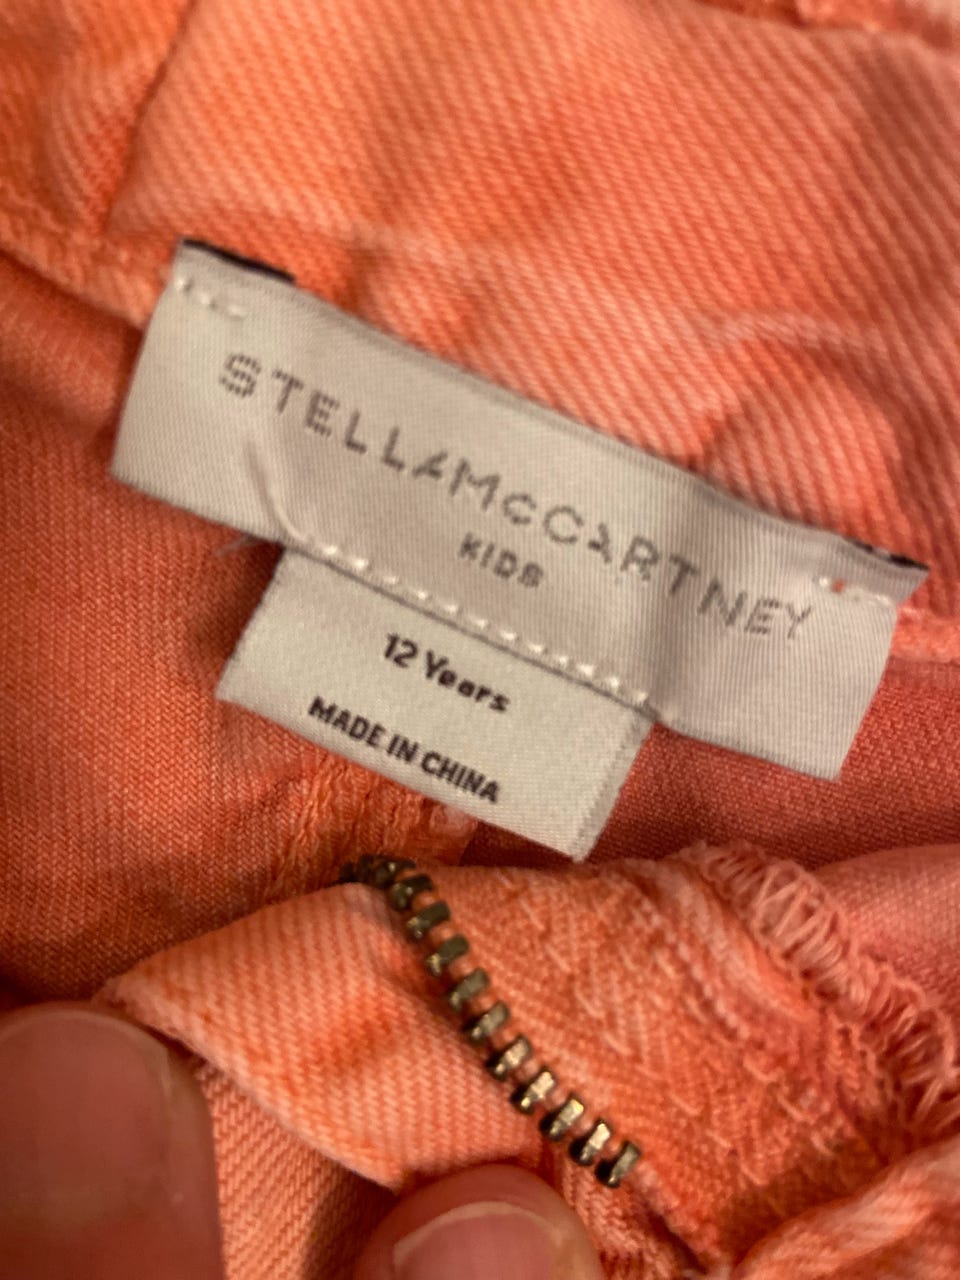 STELLAMcCARTNEY
KIDS
12 Years
MADE IN CHINA